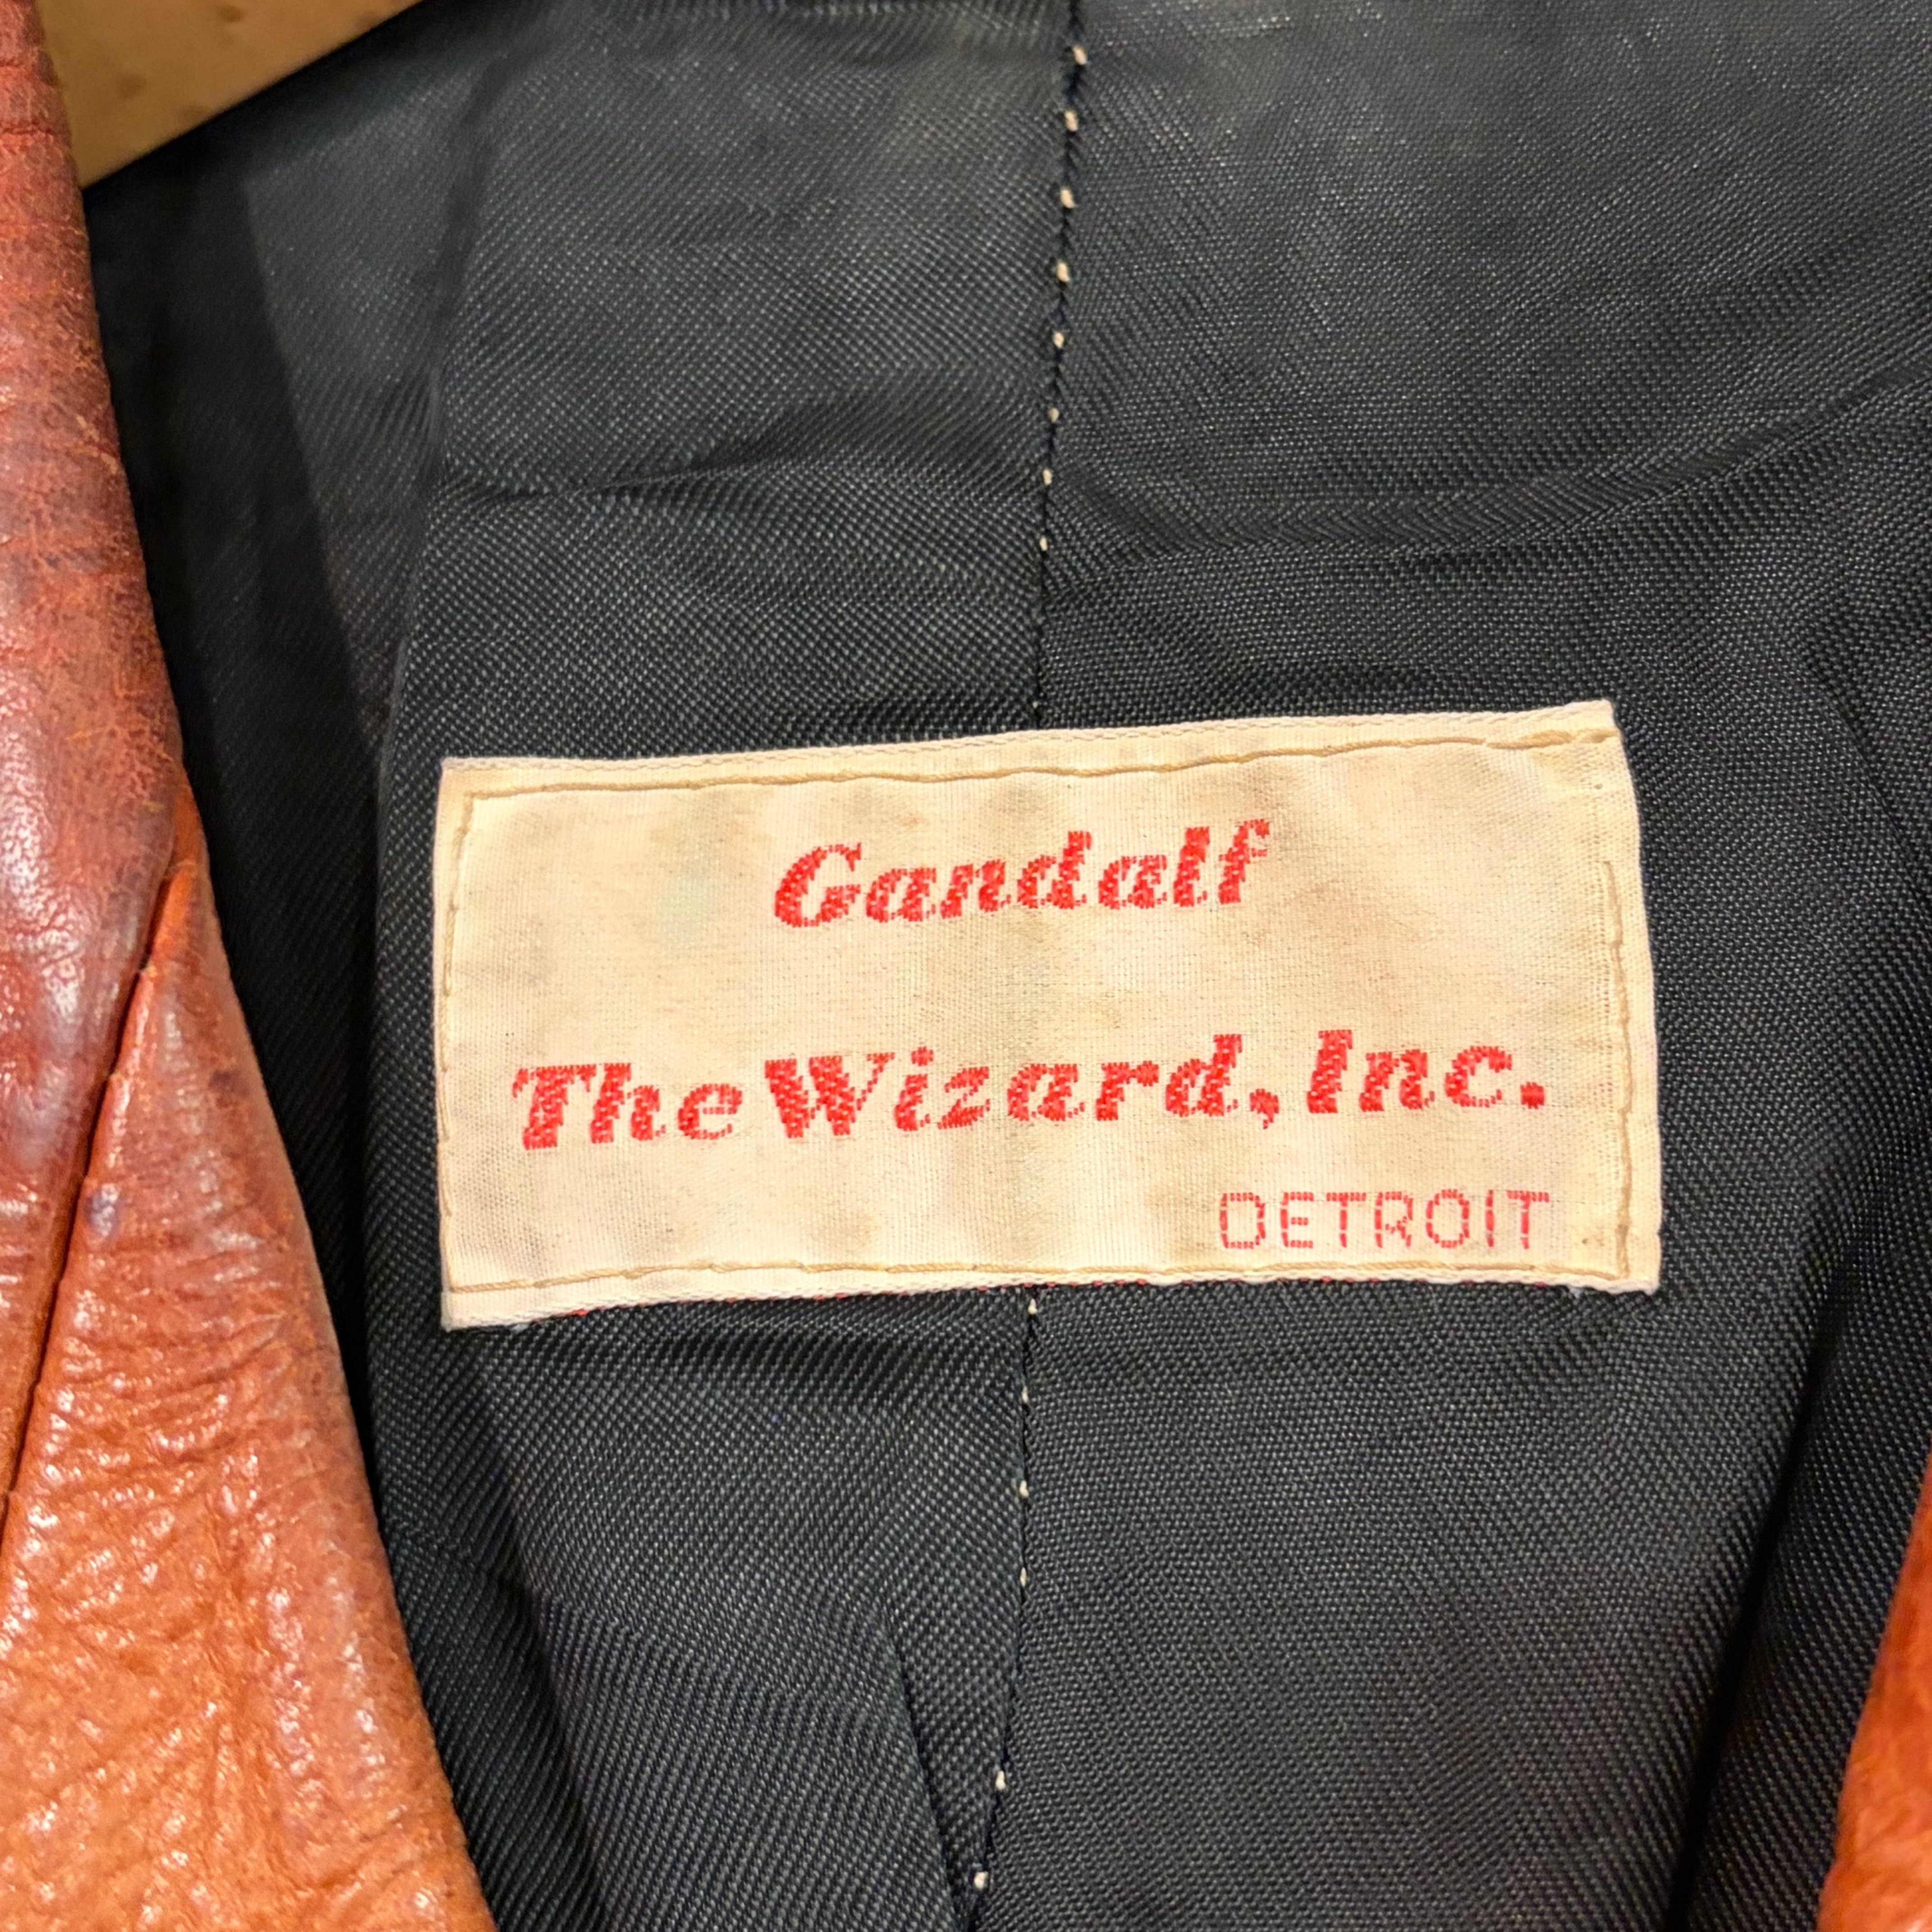 Gandalf
The Wizard, Inc.
DETROIT